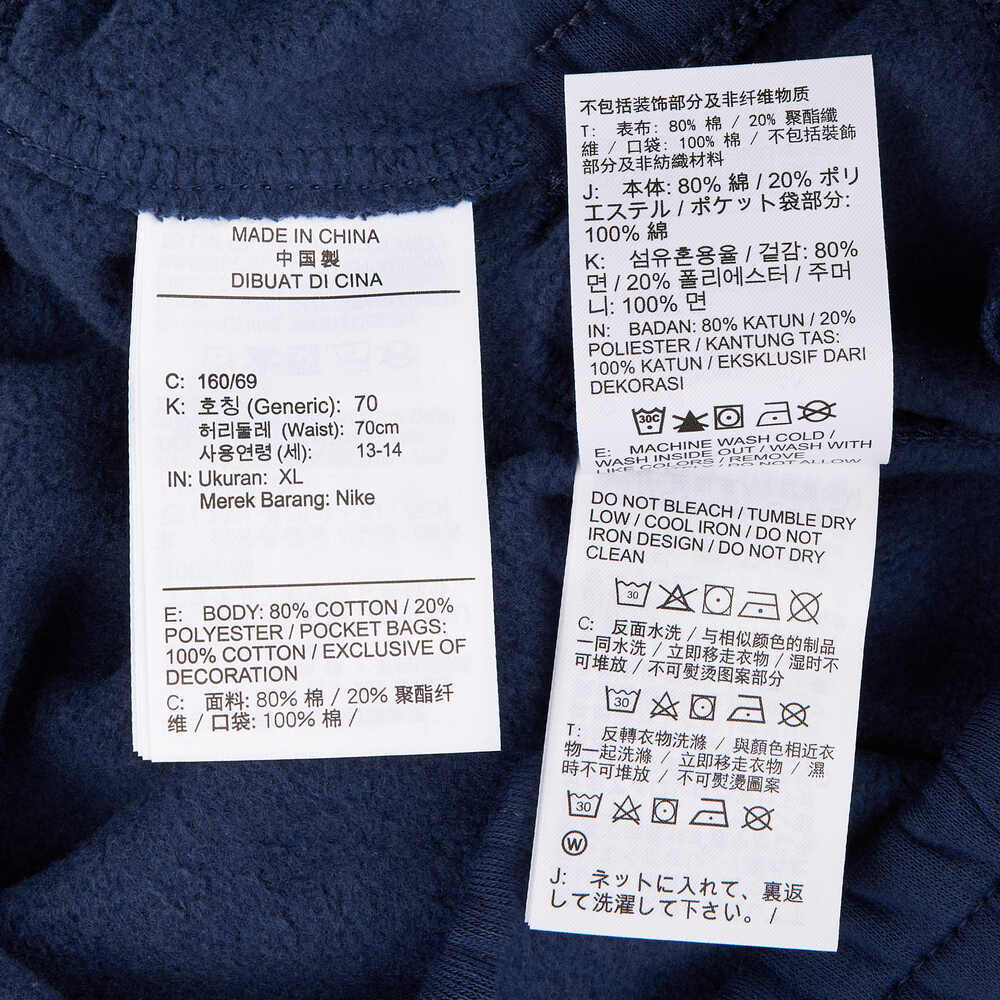 MADE IN CHINA
中国製
DIBUAT DI CINA
C: 160/69
K: 호칭 (Generic): 70
허리둘레 (Waist): 70cm
사용연령 (세): 13-14
IN: Ukuran: XL
Merek Barang: Nike
E: BODY: 80% COTTON / 20%
POLYESTER / POCKET BAGS:
100% COTTON / EXCLUSIVE OF
DECORATION
C: 面料: 80% 棉 / 20% 聚酯纤
维 / 口袋: 100% 棉 /
不包括装饰部分及非纤维物质
T: 表布: 80% 棉 / 20% 聚酯纖
維 / 口袋: 100% 棉 / 不包括裝飾
部分及非紡織材料
J: 本体: 80% 綿 / 20% ポリ
エステル / ポケット袋部分:
100% 綿
K: 섬유혼용율 / 겉감: 80%
면 / 20% 폴리에스터 / 주머
니: 100% 면
IN: BADAN: 80% KATUN / 20%
POLIESTER / KANTUNG TAS:
100% KATUN / EKSKLUSIF DARI
DEKORASI
30C
E: MACHINE WASH COLD /
WASH INSIDE OUT / WASH WITH
LIKE COLORS / REMOVE
DO NOT BLEACH / TUMBLE DRY
LOW / COOL IRON / DO NOT
IRON DESIGN / DO NOT DRY
CLEAN
30
C: 反面水洗 / 与相似颜色的制品
一同水洗 / 立即移走衣物 / 湿时不
可堆放 / 不可熨烫图案部分
30
T: 反轉衣物洗滌 / 與顏色相近衣
物一起洗滌 / 立即移走衣物 / 濕
時不可堆放 / 不可熨燙圖案
30
W
J: ネットに入れて、裏返
して洗濯して下さい。 /